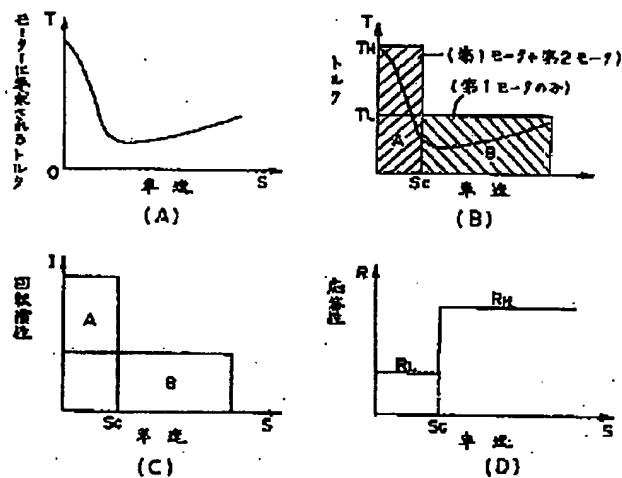 T
モーターに要求されるトルク
O
車速
S
(A)
T
TH
トルク
(第1モータ+第2モータ)
(第1モータのみ)
TL
A
B
Sc
車速
(B)
I
回転慣性
A
B
Sc
車速
S
(C)
R
応答性
RH
RL
Sc
車速
S
(D)